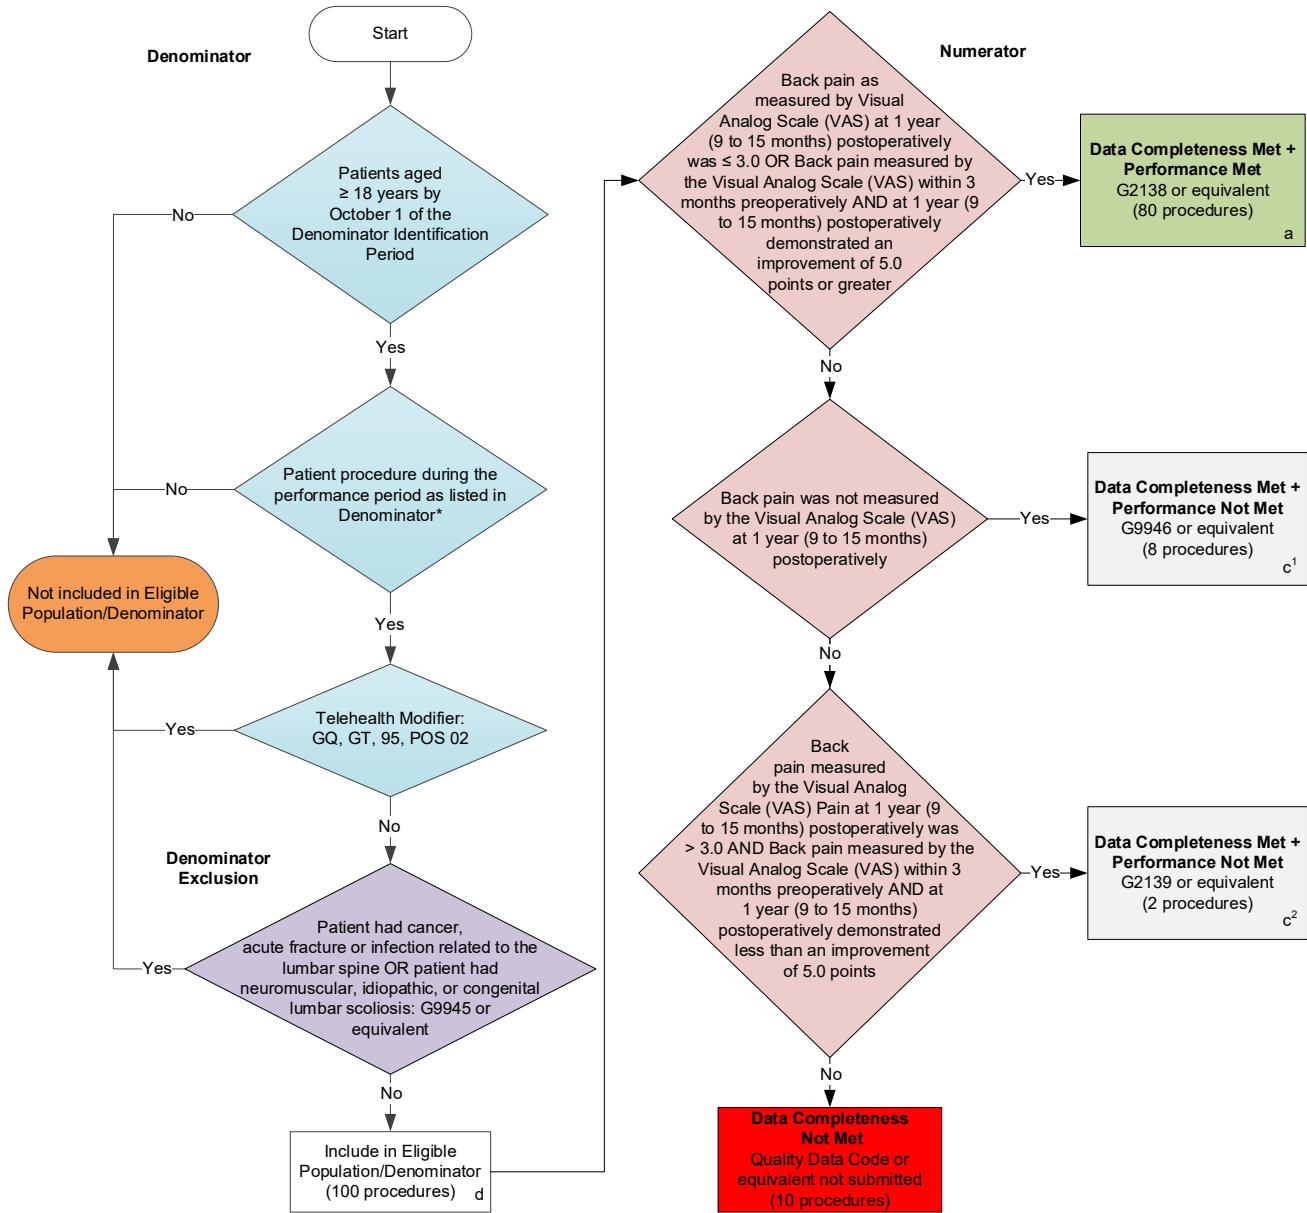 Start
Denominator
Patients aged
≥ 18 years by
October 1 of the
Denominator Identification
Period
No
Yes
Patient procedure during the
performance period as listed in
Denominator*
No
Not included in Eligible
Population/Denominator
Yes
Telehealth Modifier:
GQ, GT, 95, POS 02
Yes
No
Denominator
Exclusion
Patient had cancer,
acute fracture or infection related to the
lumbar spine OR patient had
neuromuscular, idiopathic, or congenital
lumbar scoliosis: G9945 or
equivalent
Yes
No
Include in Eligible
Population/Denominator
(100 procedures)
d
Numerator
Back pain as
measured by Visual
Analog Scale (VAS) at 1 year
(9 to 15 months) postoperatively
was ≤ 3.0 OR Back pain measured by
the Visual Analog Scale (VAS) within 3
months preoperatively AND at 1 year (9
to 15 months) postoperatively
demonstrated an
improvement of 5.0
points or greater
Yes
Data Completeness Met +
Performance Met
G2138 or equivalent
(80 procedures)
a
No
Back pain was not measured
by the Visual Analog Scale (VAS)
at 1 year (9 to 15 months)
postoperatively
Yes
Data Completeness Met +
Performance Not Met
G9946 or equivalent
(8 procedures)
c¹
No
Back
pain measured
by the Visual Analog
Scale (VAS) Pain at 1 year (9
to 15 months) postoperatively was
> 3.0 AND Back pain measured by the
Visual Analog Scale (VAS) within 3
months preoperatively AND at
1 year (9 to 15 months)
postoperatively demonstrated
less than an improvement
of 5.0 points
Yes
Data Completeness Met +
Performance Not Met
G2139 or equivalent
(2 procedures)
c²
No
Data Completeness
Not Met
Quality Data Code or
equivalent not submitted
(10 procedures)